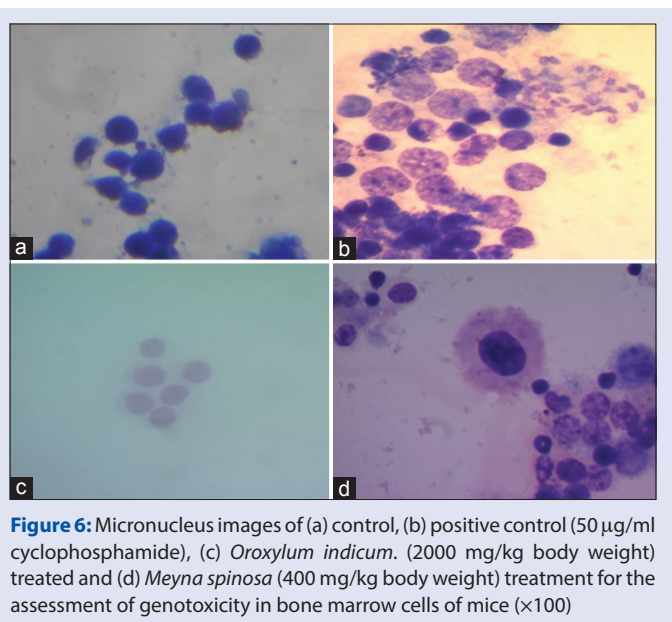 a
b
c
d
Figure 6: Micronucleus images of (a) control, (b) positive control (50 μg/ml
cyclophosphamide), (c) Oroxylum indicum. (2000 mg/kg body weight)
treated and (d) Meyna spinosa (400 mg/kg body weight) treatment for the
assessment of genotoxicity in bone marrow cells of mice (×100)